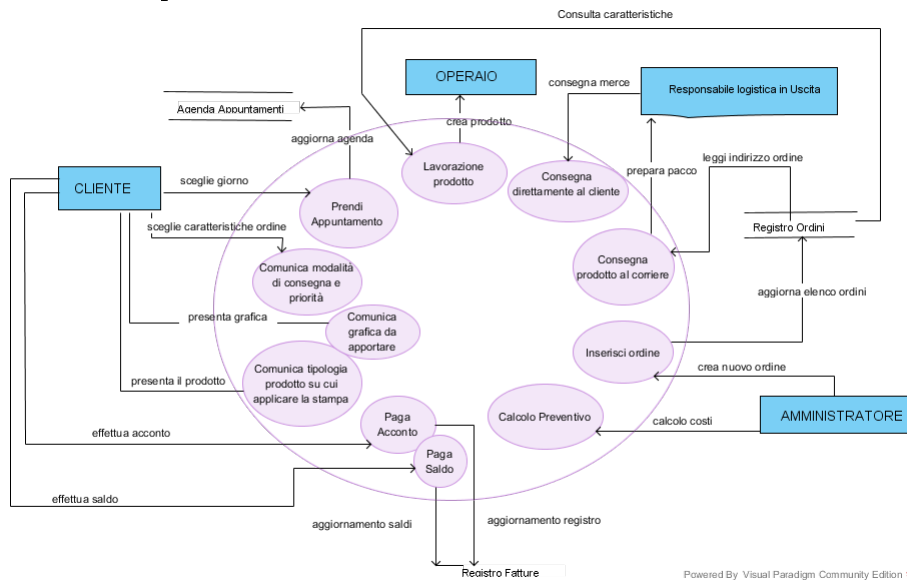 Consulta caratteristiche
OPERAIO
consegna merce
Responsabile logistica in Uscita
Agenda Appuntamenti
crea prodotto
aggiorna agenda
leggi indirizzo ordine
Lavorazione
prodotto
Consegna
direttamente al cliente
prepara pacco
CLIENTE
sceglie giorno
Prendi
Appuntamento
sceglie caratteristiche ordine
Registro Ordini
Comunica modalità
di consegna e
priorità
Consegna
prodotto al corriere
aggiorna elenco ordini
presenta grafica
Comunica
grafica da
apportare
Inserisci ordine
Comunica tipologia
prodotto su cui
applicare la stampa
presenta il prodotto
crea nuovo ordine
Paga
Acconto
Calcolo Preventivo
calcolo costi
AMMINISTRATORE
effettua acconto
Paga
Saldo
effettua saldo
aggiornamento saldi
aggiornamento registro
Registro Fatture
Powered By Visual Paradigm Community Edition